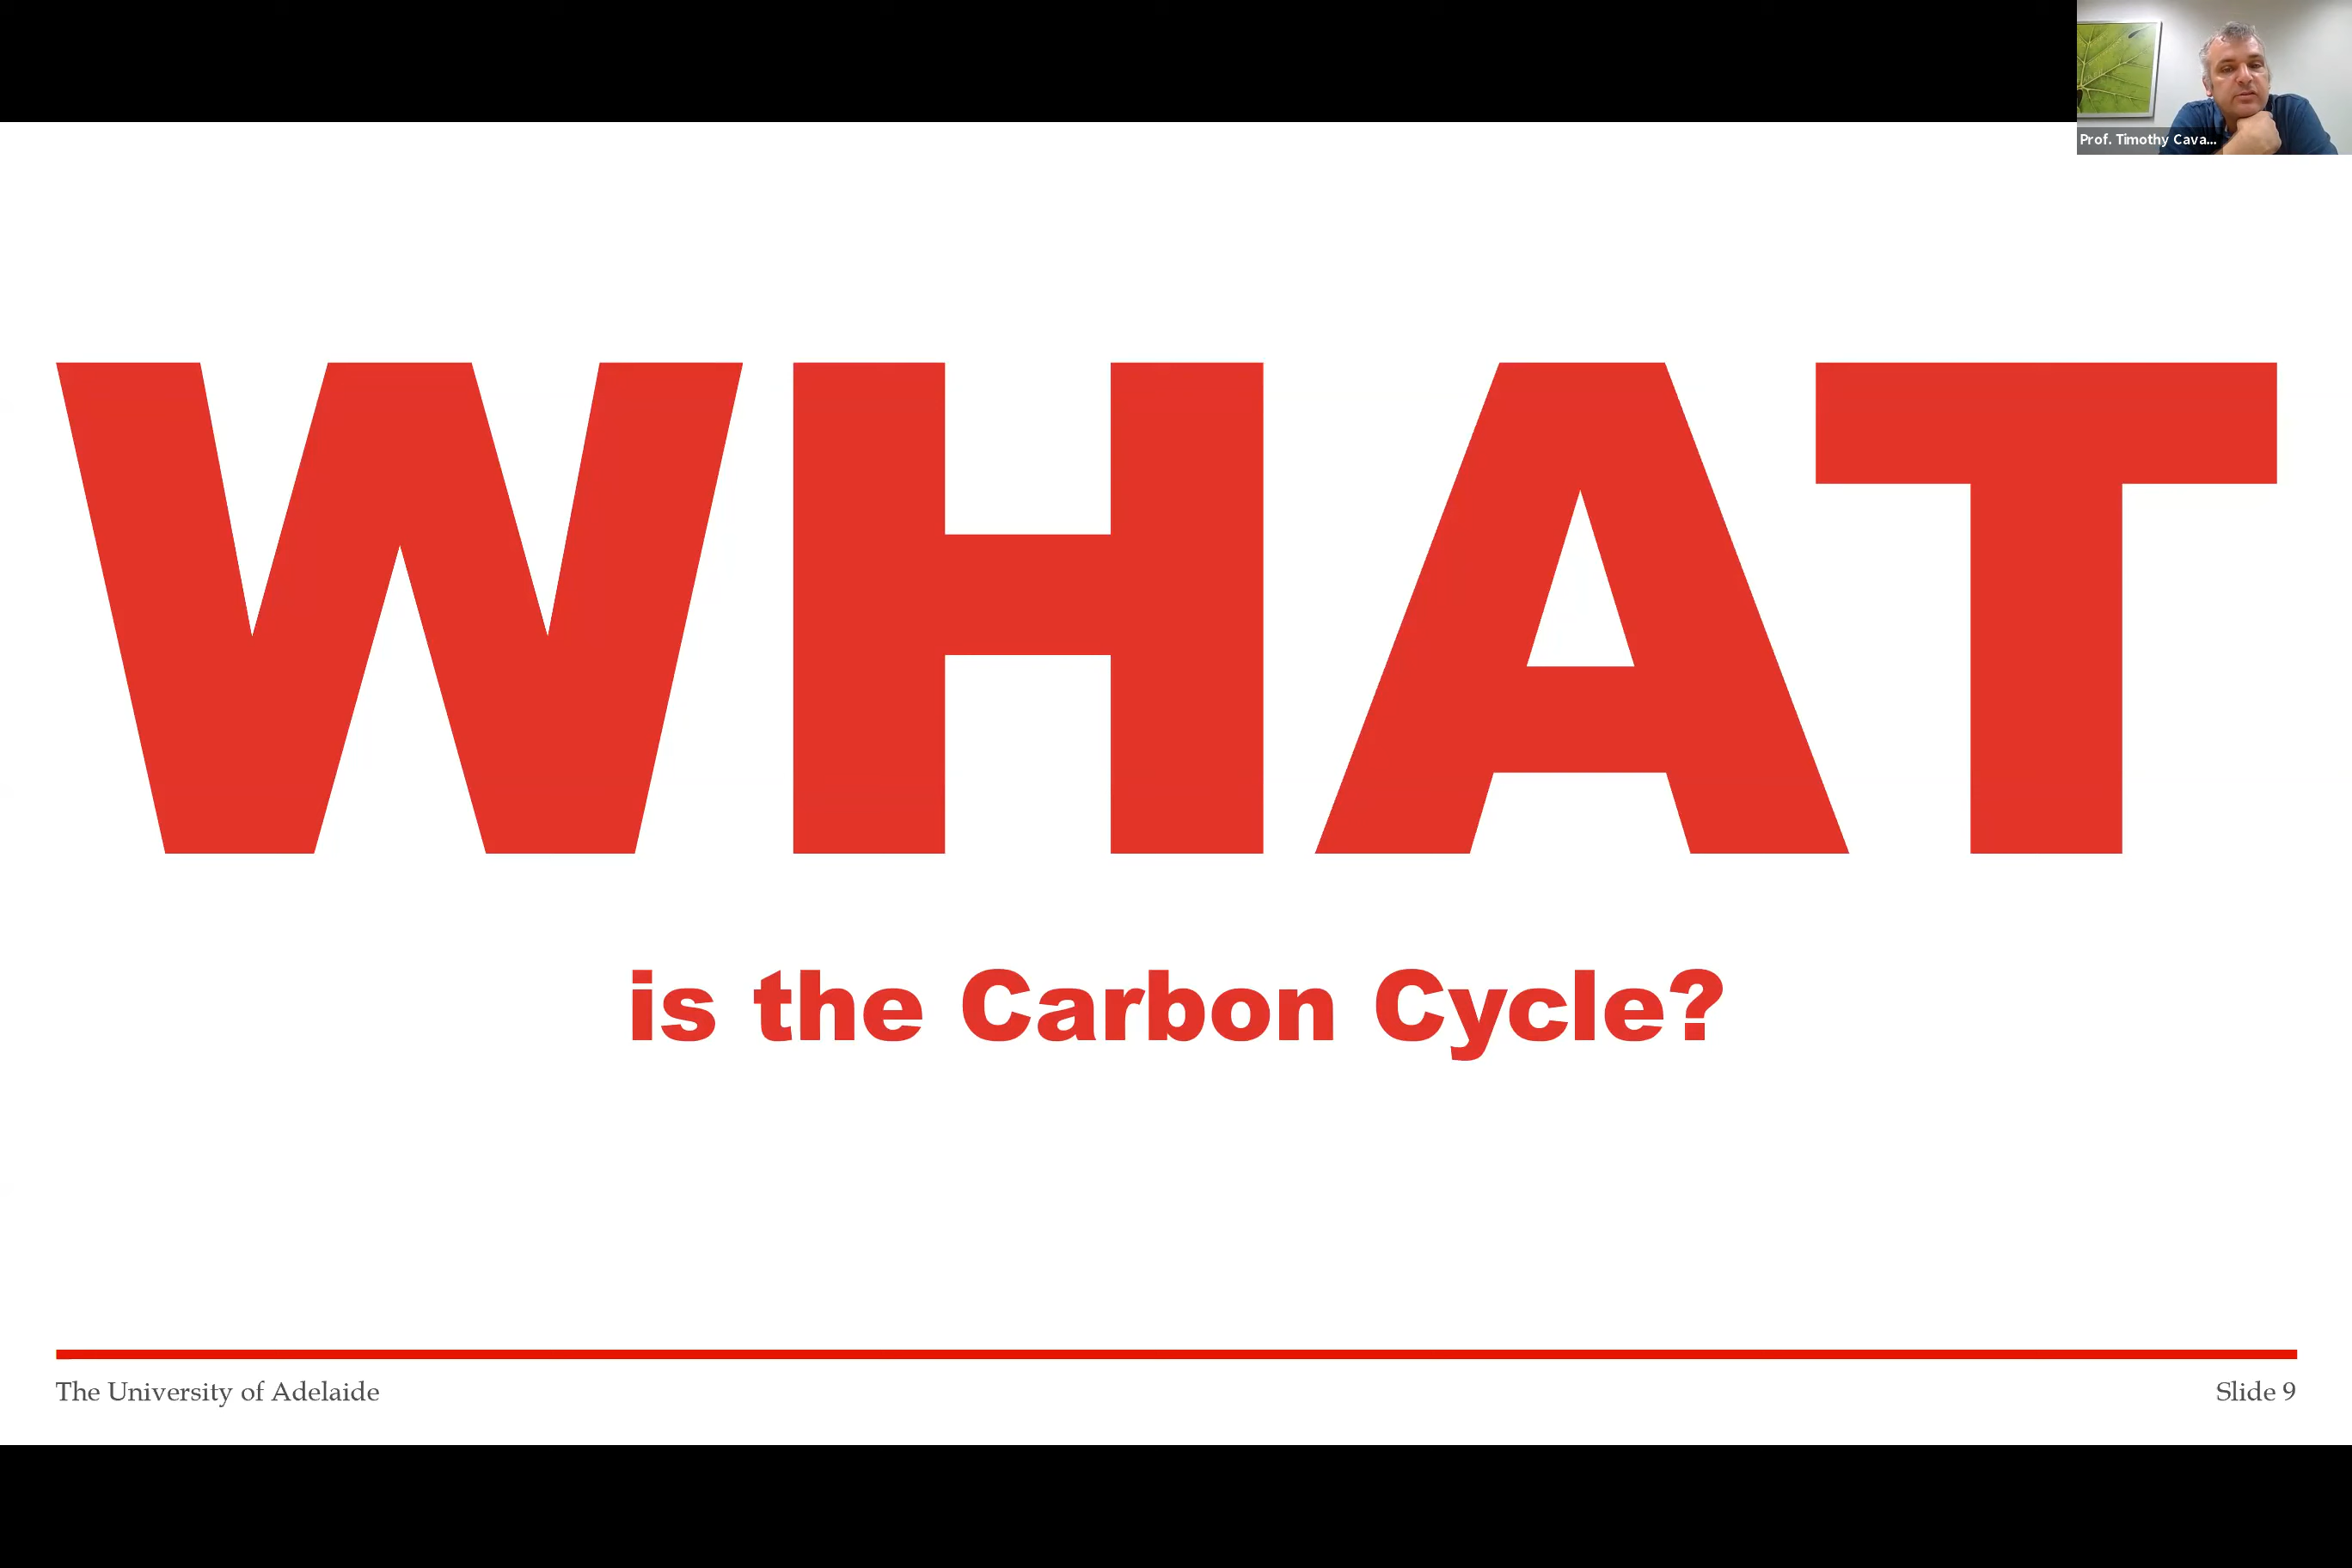 Prof. Timothy Cava...
WHAT
is the Carbon Cycle?
The University of Adelaide
Slide 9